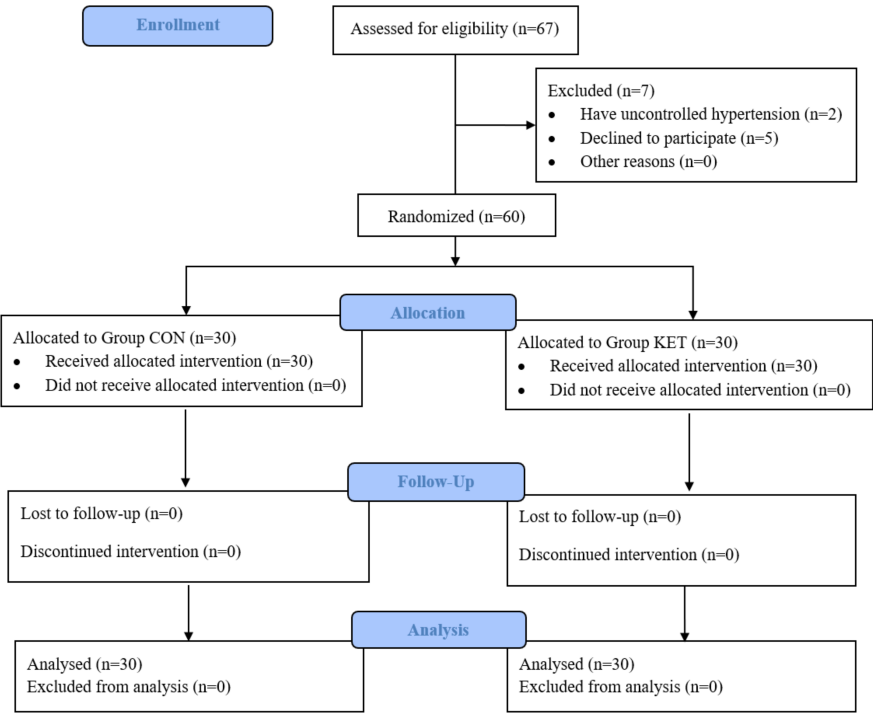 Enrollment
Assessed for eligibility (n=67)
Excluded (n=7)
• Have uncontrolled hypertension (n=2)
• Declined to participate (n=5)
• Other reasons (n=0)
Randomized (n=60)
Allocation
Allocated to Group CON (n=30)
• Received allocated intervention (n=30)
• Did not receive allocated intervention (n=0)
Allocated to Group KET (n=30)
• Received allocated intervention (n=30)
• Did not receive allocated intervention (n=0)
Follow-Up
Lost to follow-up (n=0)
Discontinued intervention (n=0)
Lost to follow-up (n=0)
Discontinued intervention (n=0)
Analysis
Analysed (n=30)
Excluded from analysis (n=0)
Analysed (n=30)
Excluded from analysis (n=0)